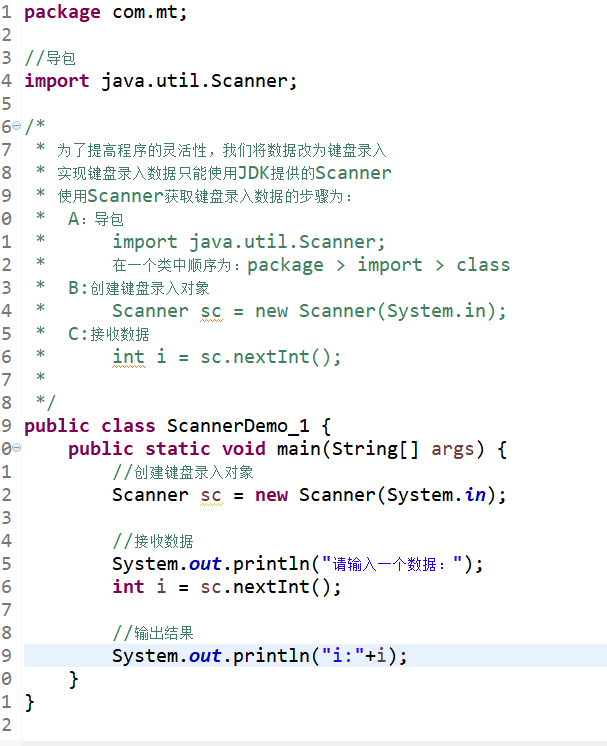 1 package com.mt;
2
3 //导包
4 import java.util.Scanner;
5
6 /*
7  * 为了提高程序的灵活性，我们将数据改为键盘录入
8  * 实现键盘录入数据只能使用JDK提供的Scanner
9  * 使用Scanner获取键盘录入数据的步骤为：
0  *  A：导包
1  *      import java.util.Scanner;
2  *      在一个类中顺序为：package > import > class
3  *  B:创建键盘录入对象
4  *      Scanner sc = new Scanner(System.in);
5  *  C:接收数据
6  *      int i = sc.nextInt();
7  *
8  */
9 public class ScannerDemo_1 {
0     public static void main(String[] args) {
1         //创建键盘录入对象
2         Scanner sc = new Scanner(System.in);
3
4         //接收数据
5         System.out.println("请输入一个数据：");
6         int i = sc.nextInt();
7
8         //输出结果
9         System.out.println("i:"+i);
0     }
1 }
2